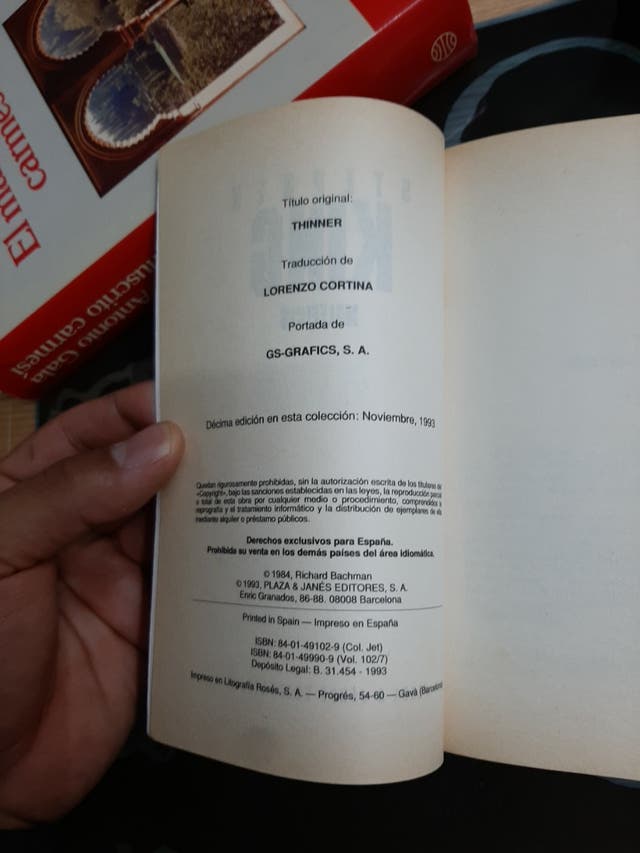 El
carmes
Antonio Gala
nuscrito carmesí
STEPHEN
KING
Título original:
THINNER
Traducción de
LORENZO CORTINA
Portada de
GS-GRAFICS, S. A.
Décima edición en esta colección: Noviembre, 1993
Quedan rigurosamente prohibidas, sin la autorización escrita de los titulares del
«Copyright», bajo las sanciones establecidas en las leyes, la reproducción parcial
o total de esta obra por cualquier medio o procedimiento, comprendidos la
reprografía y el tratamiento informático y la distribución de ejemplares de ella
mediante alquiler o préstamo públicos.
Derechos exclusivos para España.
Prohibida su venta en los demás países del área idiomática.
© 1984, Richard Bachman
© 1993, PLAZA & JANÉS EDITORES, S. A.
Enric Granados, 86-88. 08008 Barcelona
Printed in Spain — Impreso en España
ISBN: 84-01-49102-9 (Col. Jet)
ISBN: 84-01-49990-9 (Vol. 102/7)
Depósito Legal: B. 31.454 - 1993
Impreso en Litografía Rosés, S. A. — Progrés, 54-60 — Gavà (Barcelona